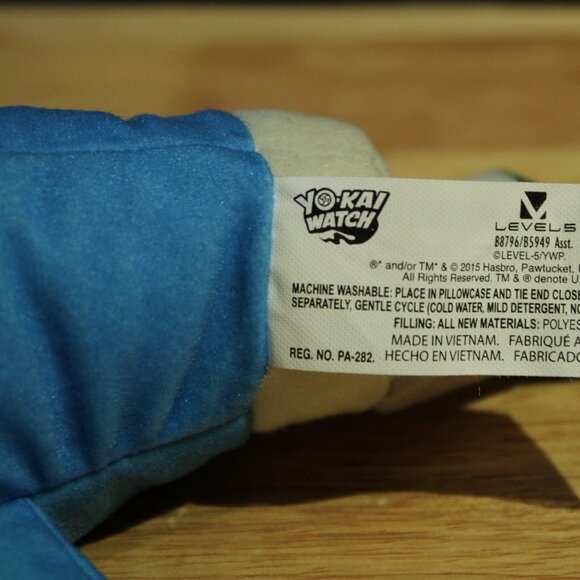 YO-KAI
WATCH
LEVEL5
B8796/B5949 Asst.
©LEVEL-5/YWP.
®* and/or TM* & © 2015 Hasbro, Pawtucket,
All Rights Reserved. TM & ® denote U
MACHINE WASHABLE: PLACE IN PILLOWCASE AND TIE END CLOSE
SEPARATELY, GENTLE CYCLE (COLD WATER, MILD DETERGENT, NO
FILLING: ALL NEW MATERIALS: POLYES
MADE IN VIETNAM. FABRIQUÉ A
REG. NO. PA-282. HECHO EN VIETNAM. FABRICADO